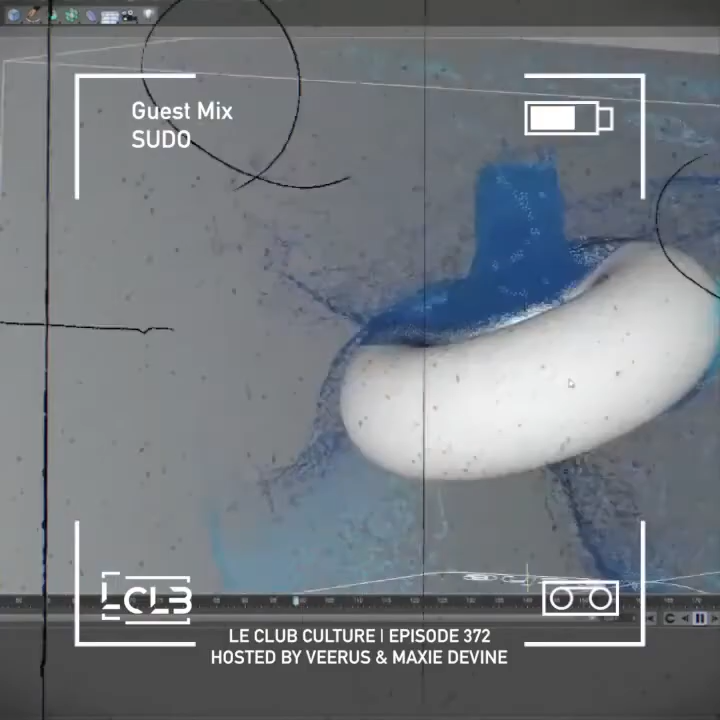 Guest Mix
SUDO
LCLB
LE CLUB CULTURE | EPISODE 372
HOSTED BY VEERUS & MAXIE DEVINE